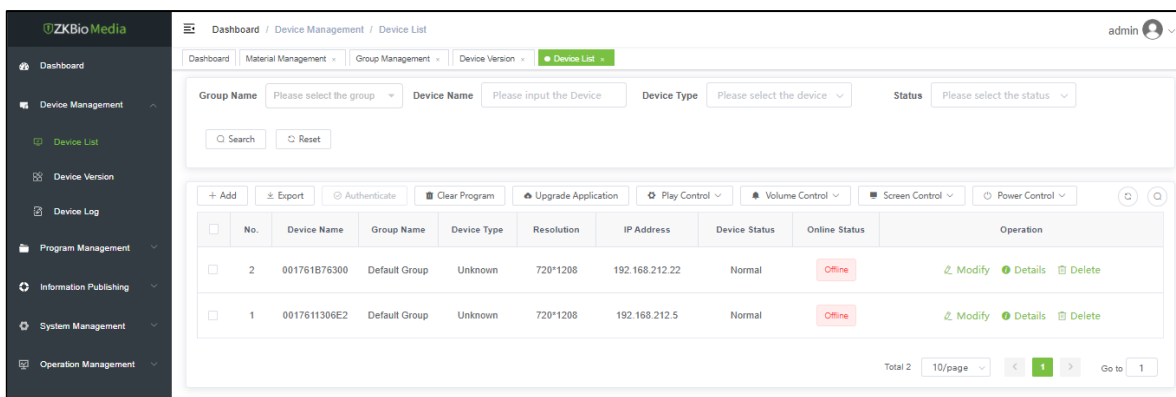 ZKBio Media
Dashboard / Device Management / Device List
admin
Dashboard
Material Management ×
Group Management ×
Device Version ×
Device List ×
Dashboard
Device Management
Device List
Device Version
Device Log
Program Management
Information Publishing
System Management
Operation Management
Group Name Please select the group
Device Name Please input the Device
Device Type Please select the device
Status Please select the status
Search Reset
+ Add Export Authenticate Clear Program Upgrade Application Play Control Volume Control Screen Control Power Control
No. Device Name Group Name Device Type Resolution IP Address Device Status Online Status Operation
2 001761B76300 Default Group Unknown 720*1208 192.168.212.22 Normal Offline Modify Details Delete
1 0017611306E2 Default Group Unknown 720*1208 192.168.212.5 Normal Offline Modify Details Delete
Total 2 10/page < 1 > Go to 1